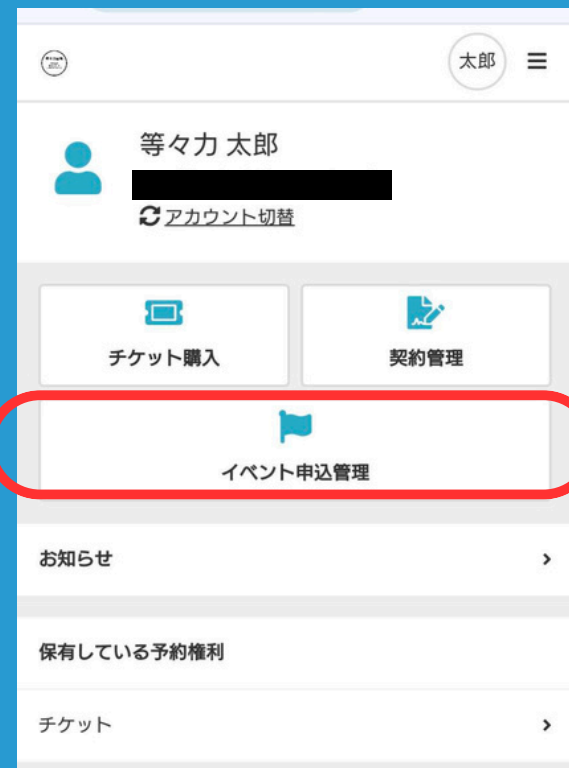 太郎
等々力 太郎
アカウント切替
チケット購入
契約管理
イベント申込管理
お知らせ
保有している予約権利
チケット